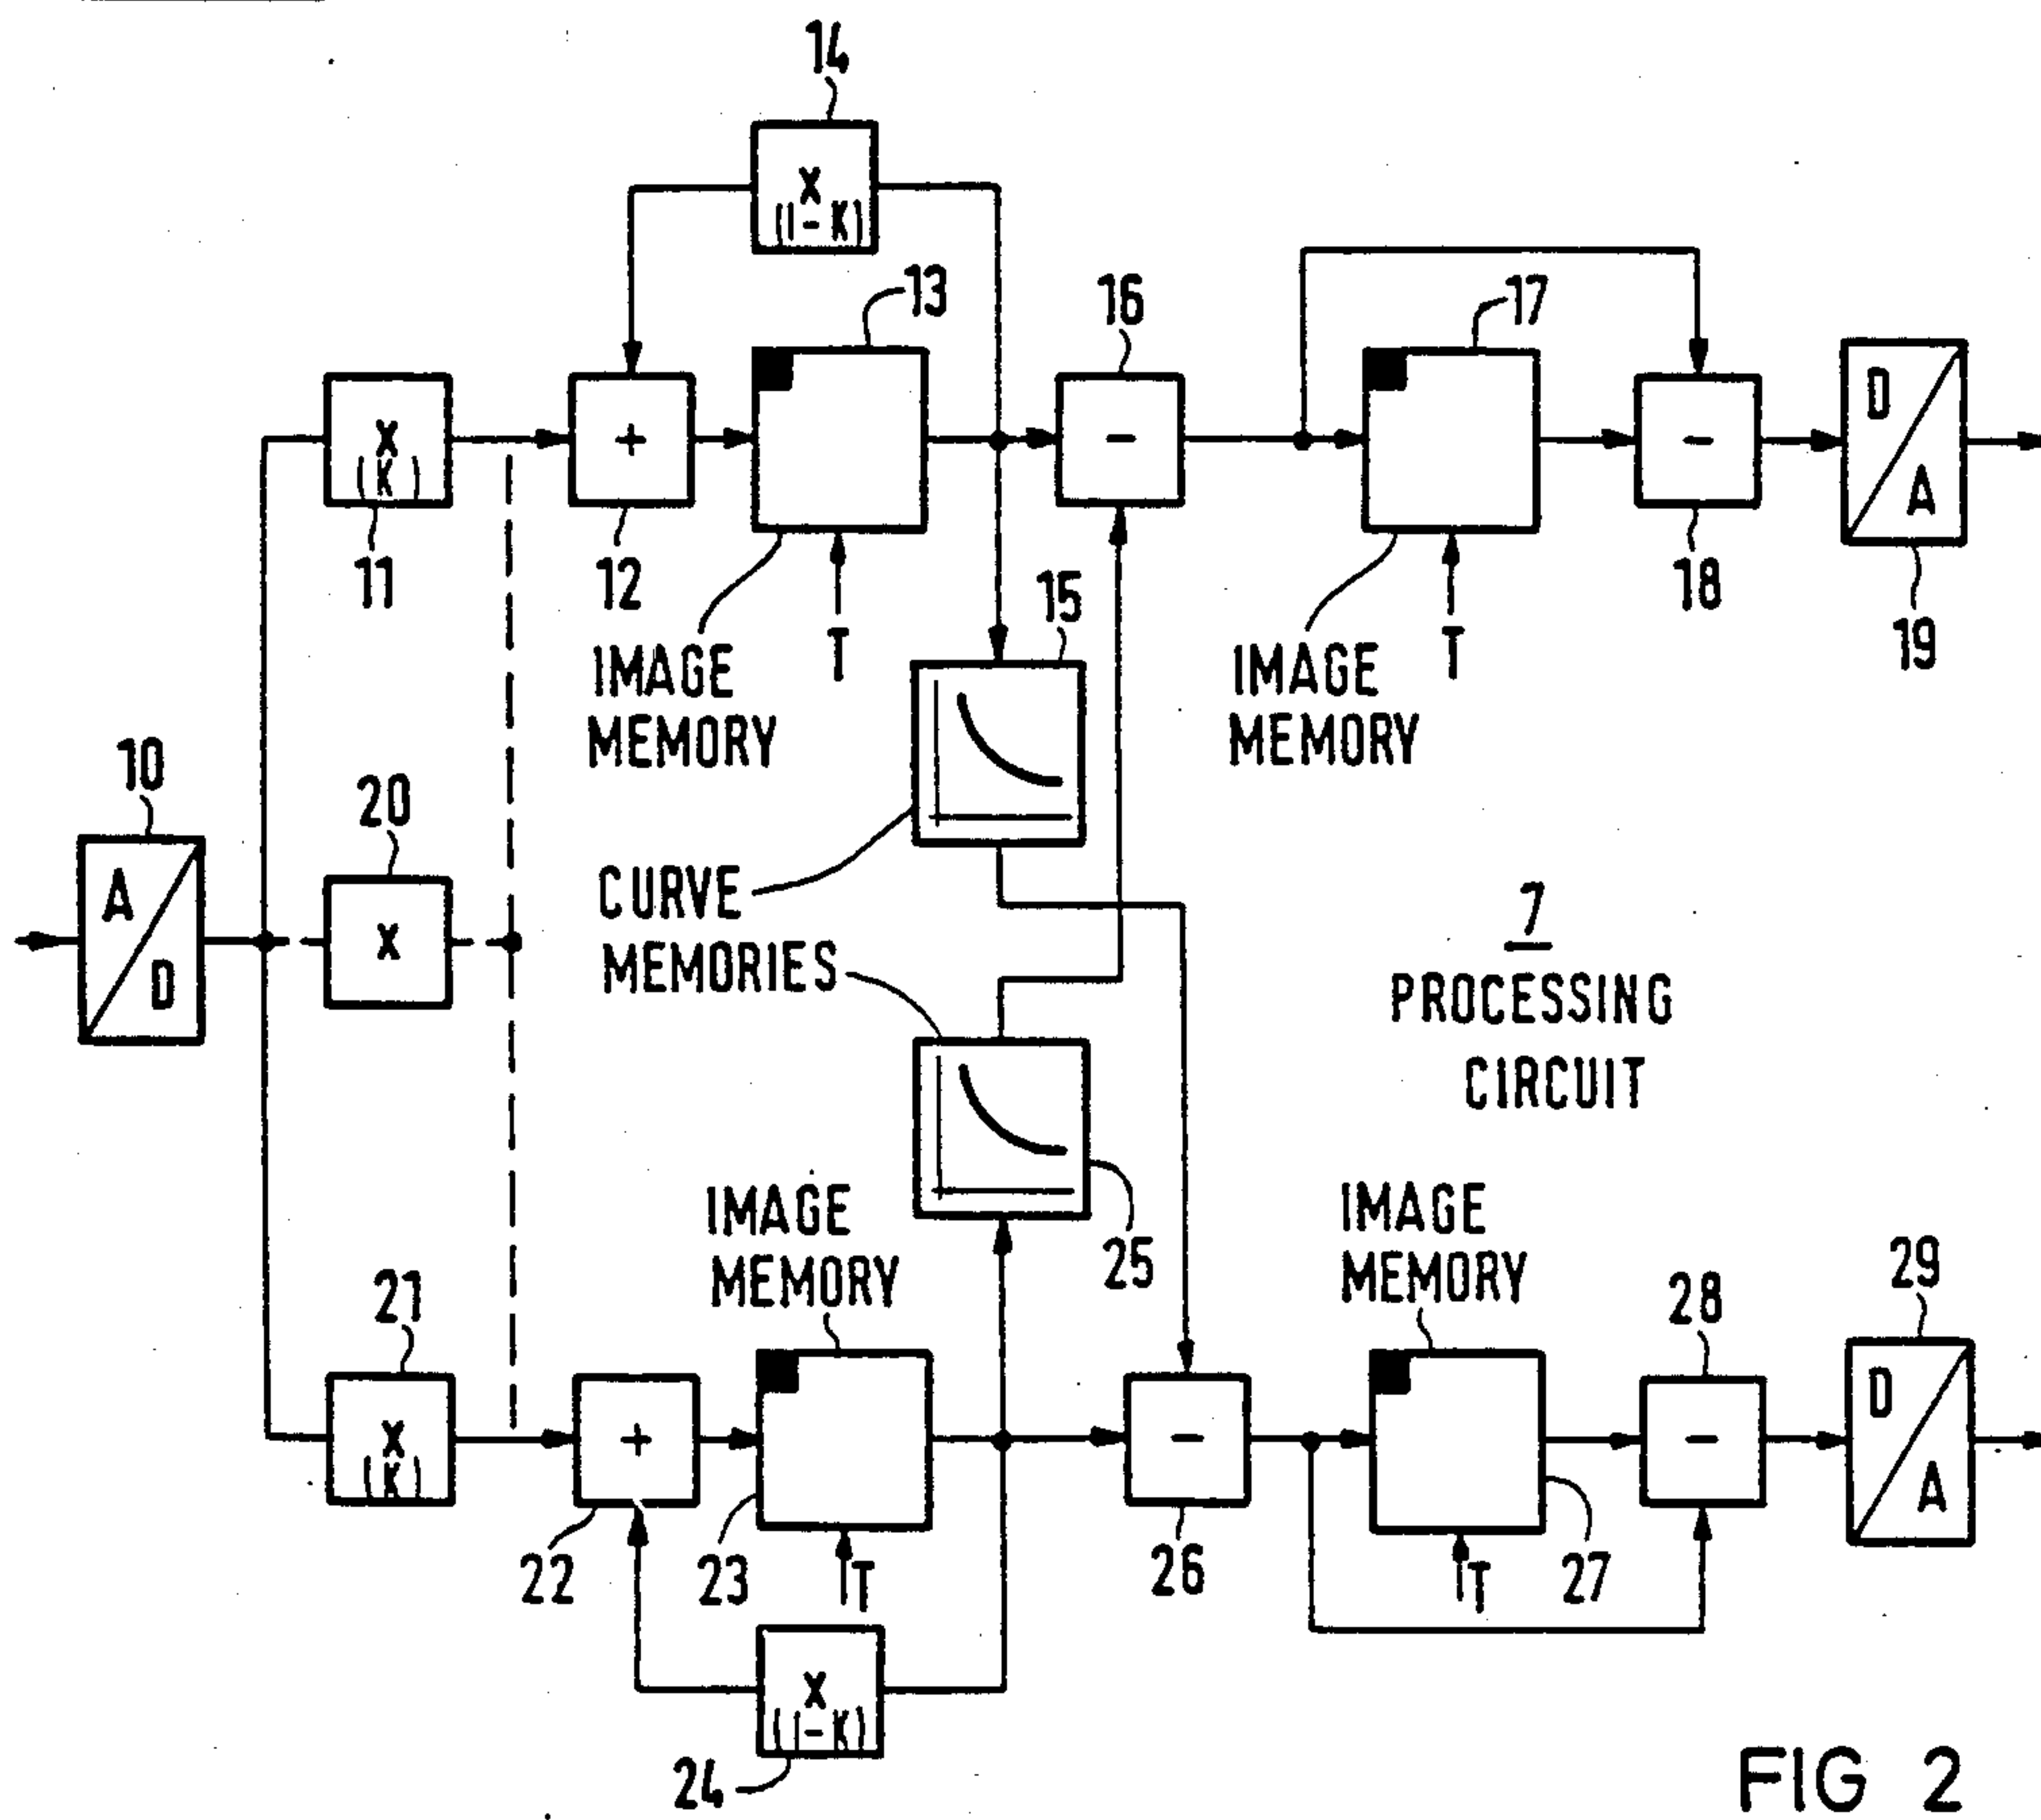 14
X
(1-K)
13
16
17
X
(K)
+
-
-
D
A
11
12
T
15
T
18
19
IMAGE
MEMORY
IMAGE
MEMORY
10
20
A
D
X
CURVE
MEMORIES
7
PROCESSING
CIRCUIT
IMAGE
MEMORY
25
IMAGE
MEMORY
21
28
29
X
(K)
+
-
-
D
A
22
23
T
26
T
27
X
(1-K)
24
FIG 2